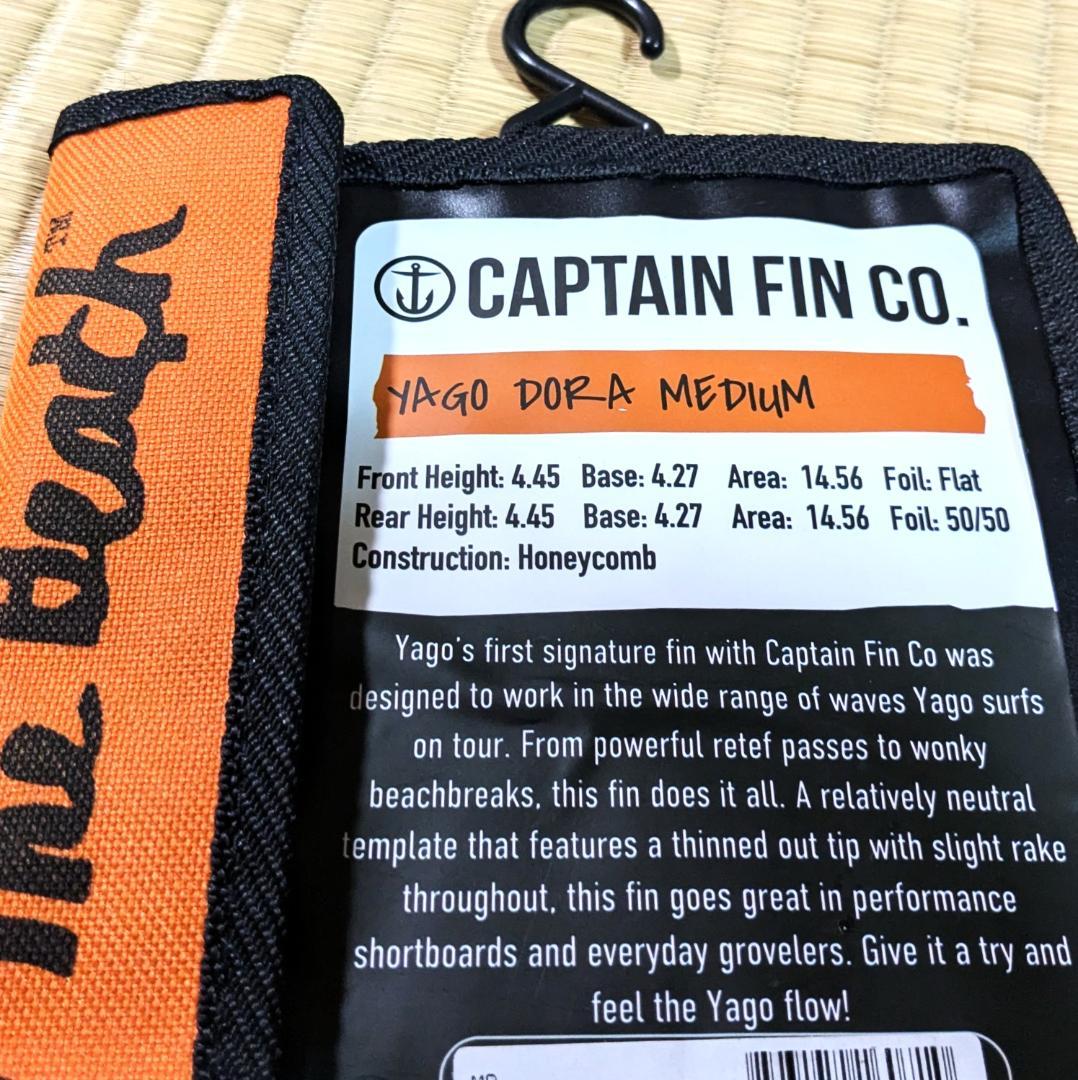 CAPTAIN FIN CO.
YAGO DORA MEDIUM
Front Height: 4.45 Base: 4.27 Area: 14.56 Foil: Flat
Rear Height: 4.45 Base: 4.27 Area: 14.56 Foil: 50/50
Construction: Honeycomb
Yago's first signature fin with Captain Fin Co was
designed to work in the wide range of waves Yago surfs
on tour. From powerful retef passes to wonky
beachbreaks, this fin does it all. A relatively neutral
template that features a thinned out tip with slight rake
throughout, this fin goes great in performance
shortboards and everyday grovelers. Give it a try and
feel the Yago flow!